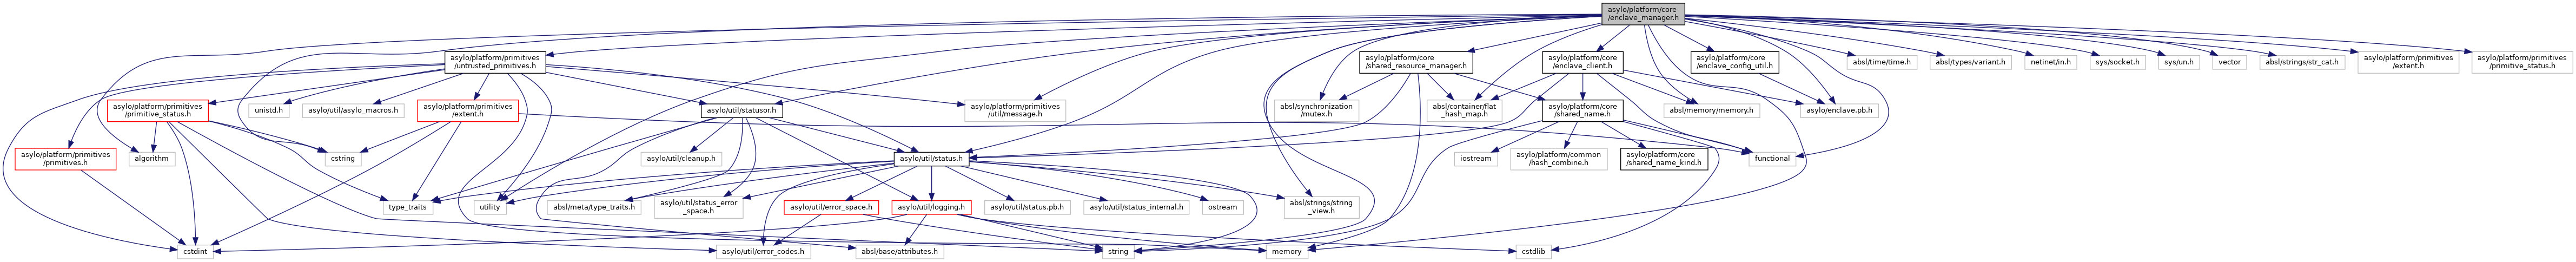 asylo/platform/core
/enclave_manager.h
asylo/platform/primitives
/untrusted_primitives.h
asylo/platform/core
/shared_resource_manager.h
asylo/platform/core
/enclave_client.h
asylo/platform/core
/enclave_config_util.h
absl/time/time.h
absl/types/variant.h
netinet/in.h
sys/socket.h
sys/un.h
vector
absl/strings/str_cat.h
asylo/platform/primitives
/extent.h
asylo/platform/primitives
/primitive_status.h
asylo/platform/primitives
/primitive_status.h
unistd.h
asylo/util/asylo_macros.h
asylo/platform/primitives
/extent.h
asylo/util/statusor.h
asylo/platform/primitives
/util/message.h
absl/synchronization
/mutex.h
absl/container/flat
_hash_map.h
asylo/platform/core
/shared_name.h
absl/memory/memory.h
asylo/enclave.pb.h
asylo/platform/primitives
/primitives.h
algorithm
cstring
asylo/util/cleanup.h
asylo/util/status.h
iostream
asylo/platform/common
/hash_combine.h
asylo/platform/core
/shared_name_kind.h
functional
type_traits
utility
absl/meta/type_traits.h
asylo/util/status_error
_space.h
asylo/util/error_space.h
asylo/util/logging.h
asylo/util/status.pb.h
asylo/util/status_internal.h
ostream
absl/strings/string
_view.h
cstdint
asylo/util/error_codes.h
absl/base/attributes.h
string
memory
cstdlib